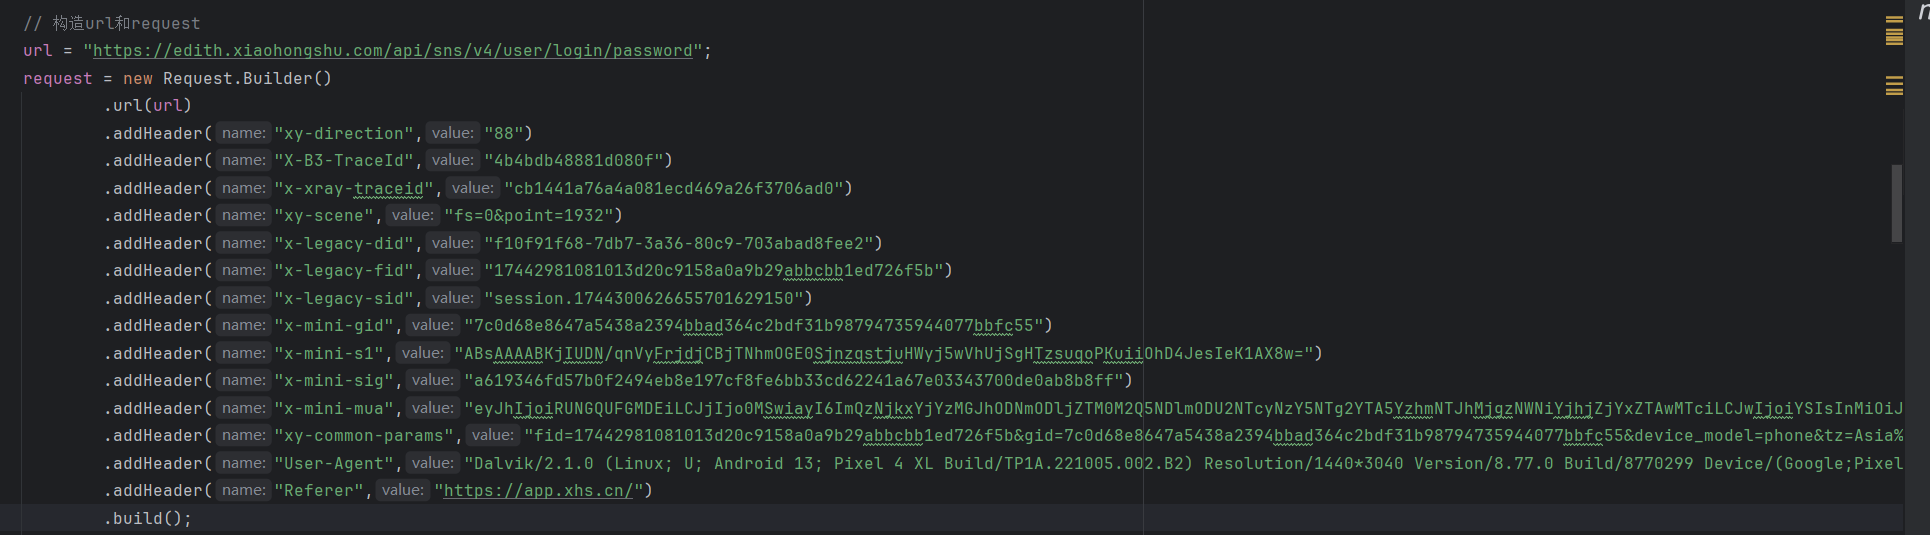 // 构造url和request
url = "https://edith.xiaohongshu.com/api/sns/v4/user/login/password";
request = new Request.Builder()
.url(url)
.addHeader( name: "xy-direction", value: "88")
.addHeader( name: "X-B3-TraceId", value: "4b4bdb48881d080f")
.addHeader( name: "x-xray-traceid", value: "cb1441a76a4a081ecd469a26f3706ad0")
.addHeader( name: "xy-scene", value: "fs=0&point=1932")
.addHeader( name: "x-legacy-did", value: "f10f91f68-7db7-3a36-80c9-703abad8fee2")
.addHeader( name: "x-legacy-fid", value: "17442981081013d20c9158a0a9b29abbcbb1ed726f5b")
.addHeader( name: "x-legacy-sid", value: "session.1744300626655701629150")
.addHeader( name: "x-mini-gid", value: "7c0d68e8647a5438a2394bbad364c2bdf31b98794735944077bbfc55")
.addHeader( name: "x-mini-s1", value: "ABsAAAABKjIUDN/qnVyFrjdjCBjTNhmOGE0SjnzqstjuHWyj5wVhUjSgHTzsuqoPKuiiOhD4JesIeK1AX8w=")
.addHeader( name: "x-mini-sig", value: "a619346fd57b0f2494eb8e197cf8fe6bb33cd62241a67e03343700de0ab8b8ff")
.addHeader( name: "x-mini-mua", value: "eyJhIjoiRUNGQUFGMDEiLCJjIjo0MSwiayI6ImQzNjkxYjYzMGJhODNmODljZTM0M2Q5NDlmODU2NTcyNzY5NTg2YTA5YzhmNTJhMjgzNWNiYjhjZjYxZTAwMTciLCJwIjoiYSIsInMiOiJ
.addHeader( name: "xy-common-params", value: "fid=17442981081013d20c9158a0a9b29abbcbb1ed726f5b&gid=7c0d68e8647a5438a2394bbad364c2bdf31b98794735944077bbfc55&device_model=phone&tz=Asia%
.addHeader( name: "User-Agent", value: "Dalvik/2.1.0 (Linux; U; Android 13; Pixel 4 XL Build/TP1A.221005.002.B2) Resolution/1440*3040 Version/8.77.0 Build/8770299 Device/(Google;Pixel
.addHeader( name: "Referer", value: "https://app.xhs.cn/")
.build();